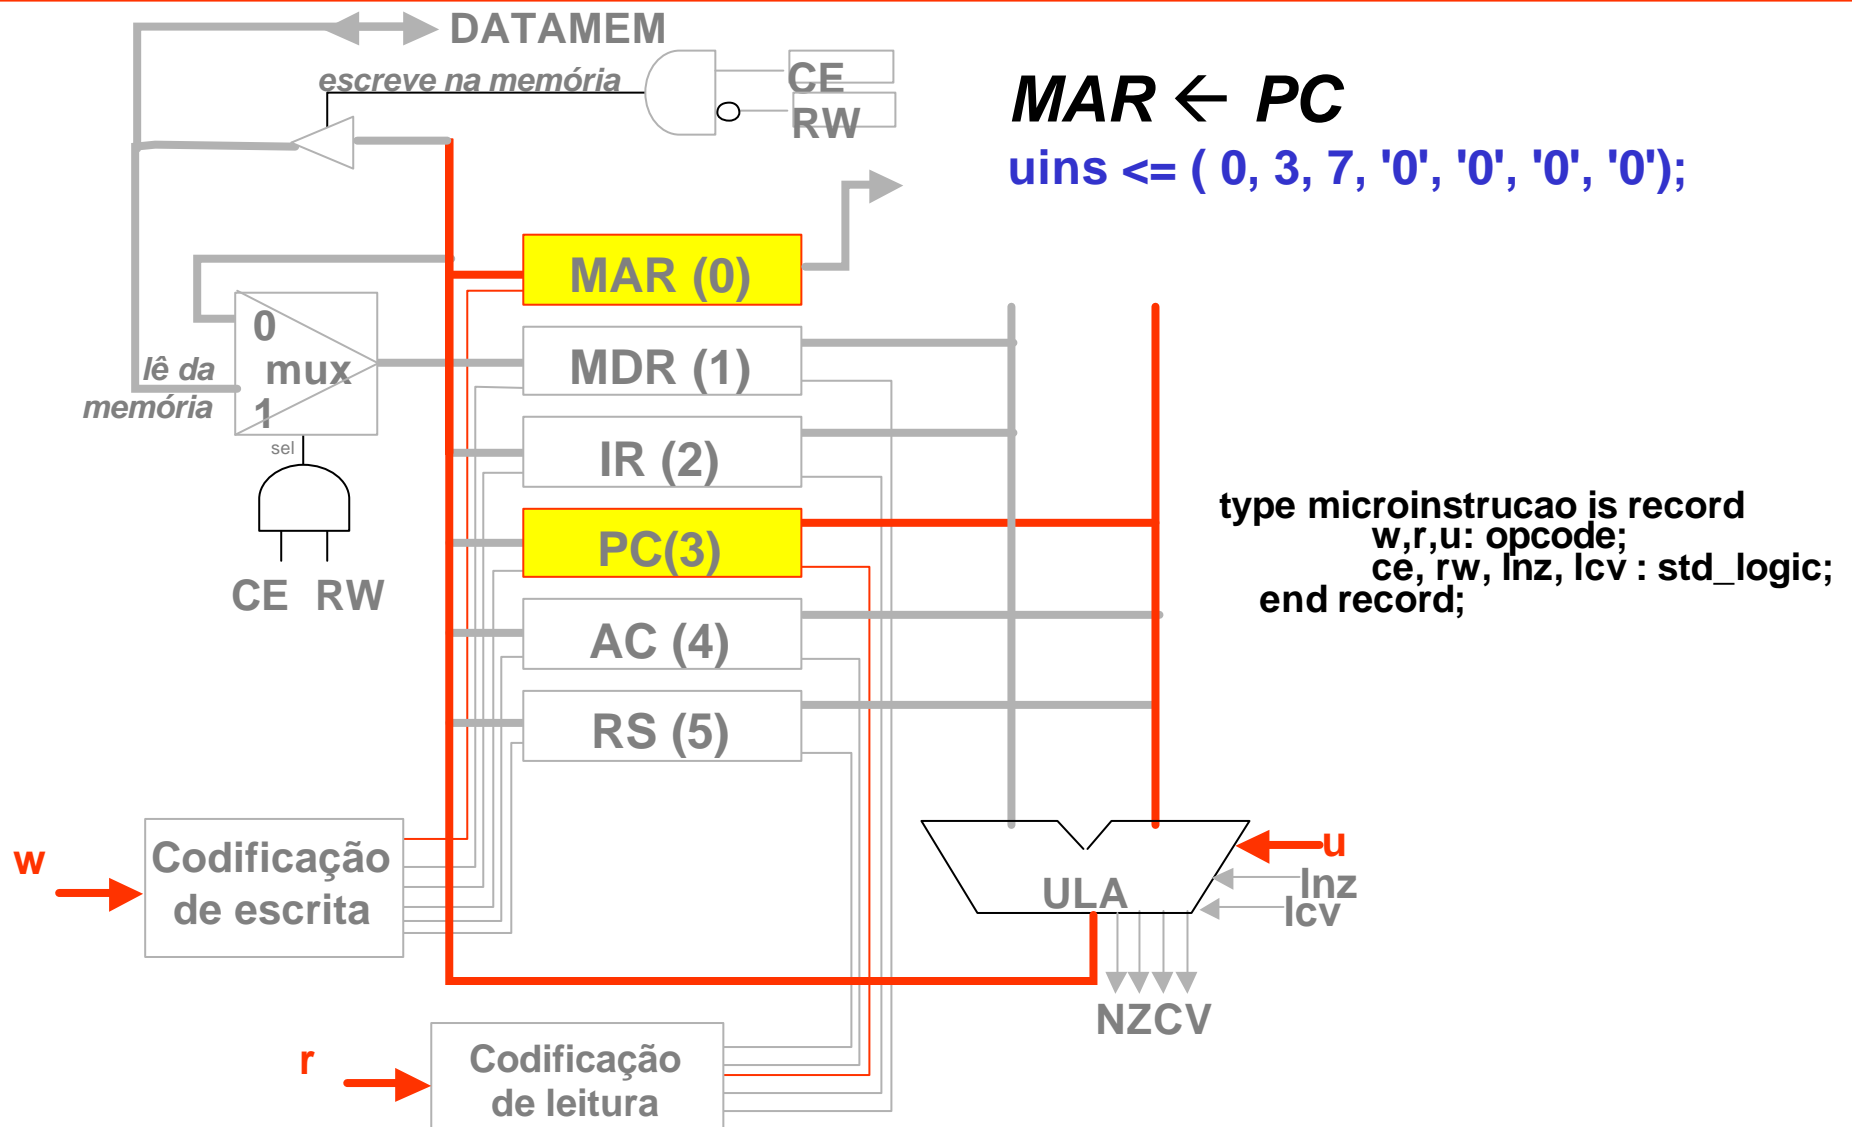 DATAMEM
escreve na memória
CE
RW
MAR ← PC
uins <= ( 0, 3, 7, '0', '0', '0', '0');
MAR (0)
0
mux
1
lê da
memória
sel
CE RW
MDR (1)
IR (2)
PC(3)
AC (4)
RS (5)
type microinstrucao is record
w,r,u: opcode;
ce, rw, lnz, lcv : std_logic;
end record;
w
Codificação
de escrita
ULA
u
lnz
lcv
NZCV
r
Codificação
de leitura